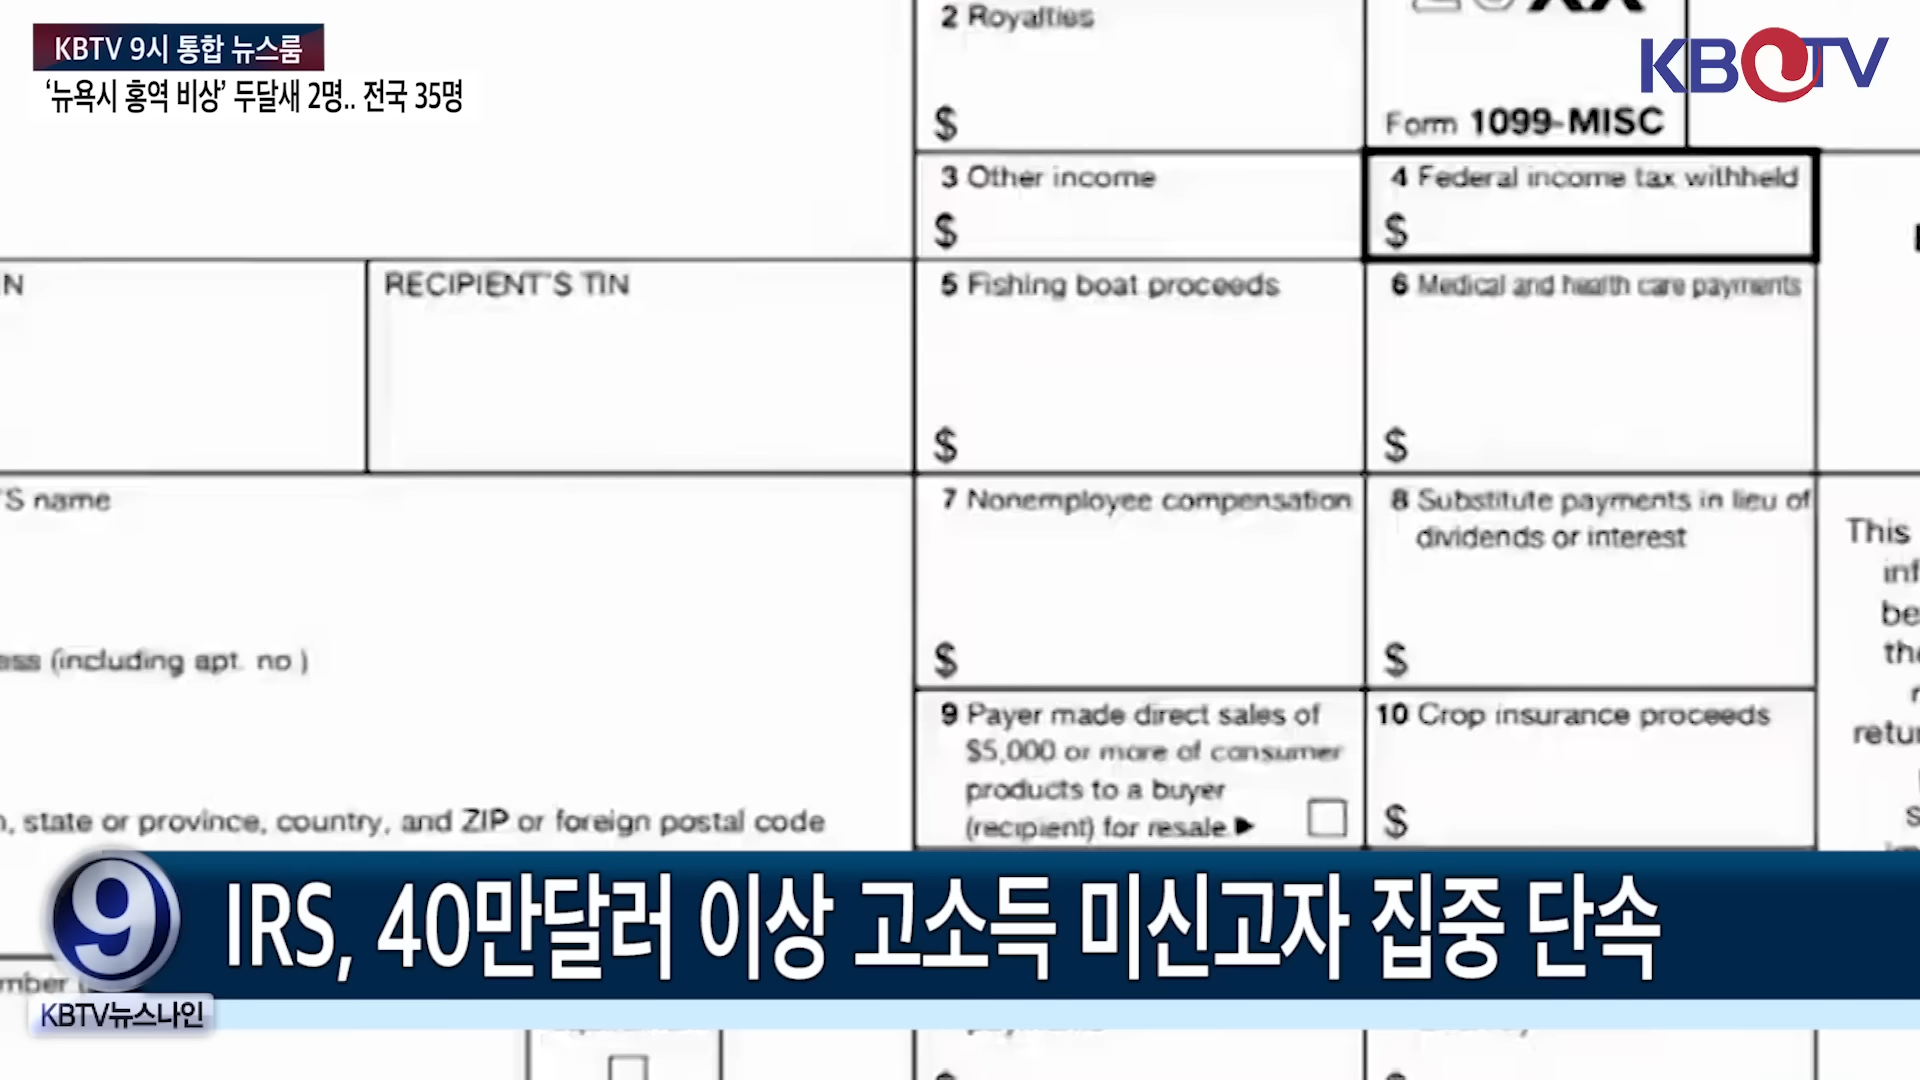 KBTV 9시 통합 뉴스룸
‘뉴욕시 홍역 비상’ 두달새 2명.. 전국 35명
KBTV
2 Royalties
$
Form 1099-MISC
3 Other income
$
4 Federal income tax withheld
$
RECIPIENT'S TIN
5 Fishing boat proceeds
$
6 Medical and health care payments
$
'S name
7 Nonemployee compensation
$
8 Substitute payments in lieu of
dividends or interest
$
This
(including apt. no.)
9 Payer made direct sales of
$5,000 or more of consumer
products to a buyer
(recipient) for resale ▶
10 Crop insurance proceeds
$
, state or province, country, and ZIP or foreign postal code
9
IRS, 40만달러 이상 고소득 미신고자 집중 단속
KBTV뉴스나인